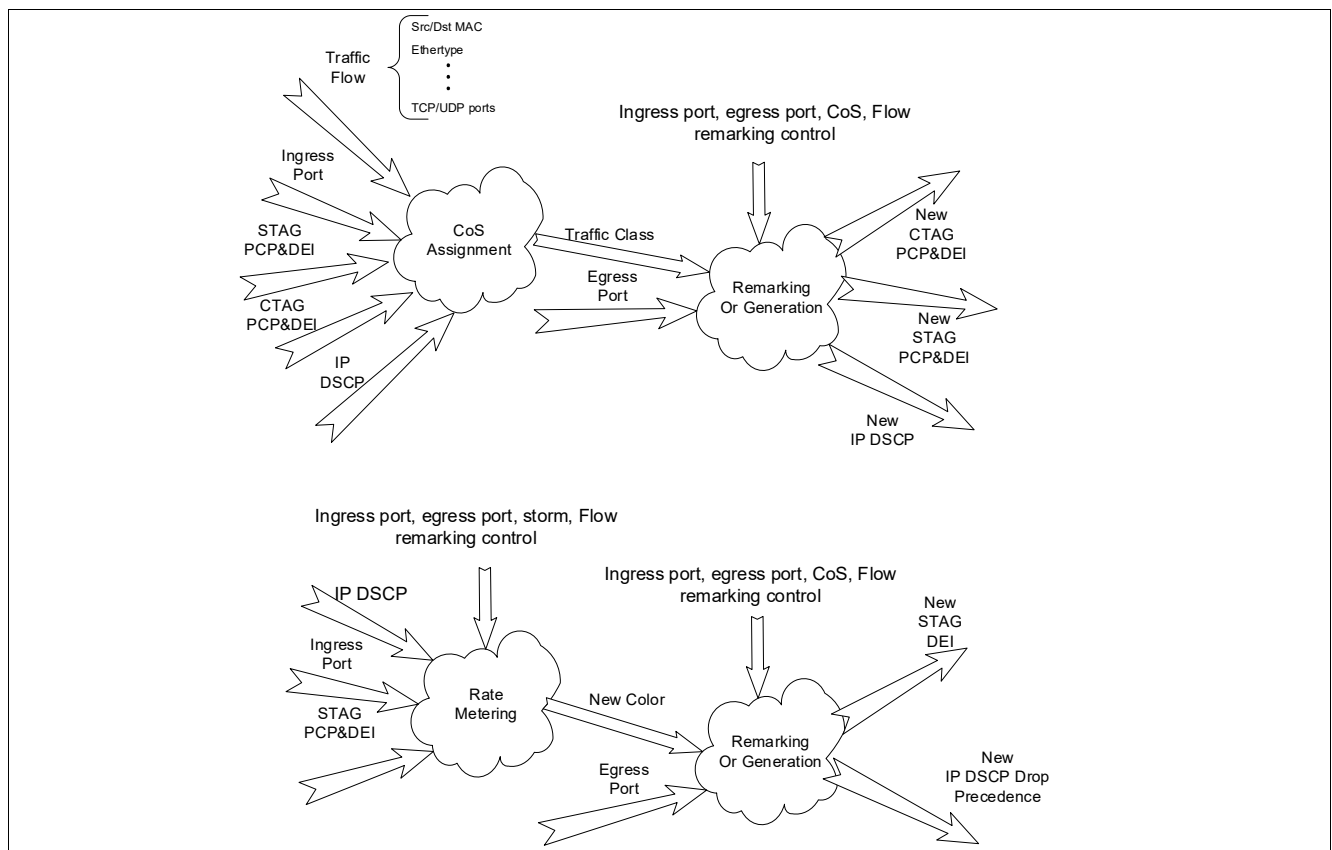 Src/Dst MAC
Ethertype
Traffic
Flow
TCP/UDP ports
Ingress port, egress port, CoS, Flow
remarking control
Ingress
Port
STAG
PCP&DEI
CTAG
PCP&DEI
IP
DSCP
CoS
Assignment
Traffic Class
Egress
Port
Remarking
Or Generation
New
CTAG
PCP&DEI
New
STAG
PCP&DEI
New
IP DSCP
Ingress port, egress port, storm, Flow
remarking control
IP DSCP
Ingress
Port
STAG
PCP&DEI
Rate
Metering
New Color
Egress
Port
Ingress port, egress port, CoS, Flow
remarking control
Remarking
Or Generation
New
STAG
DEI
New
IP DSCP Drop
Precedence